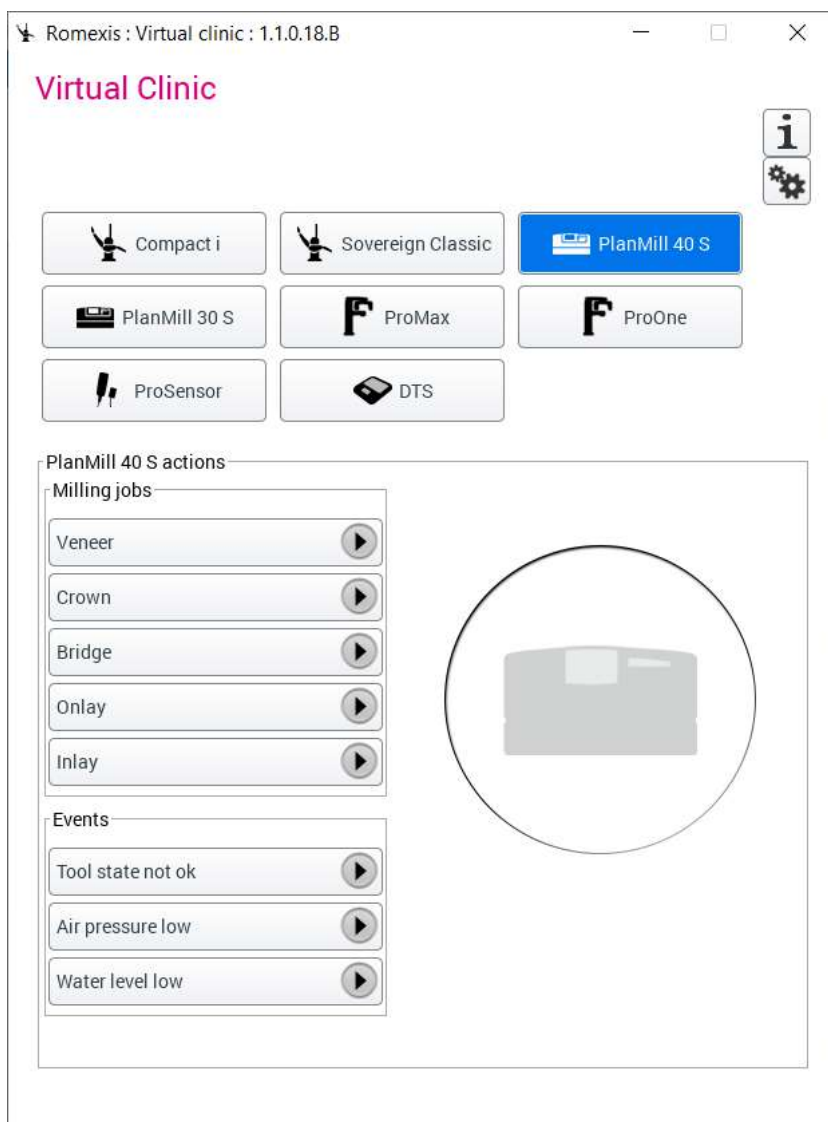 Romexis : Virtual clinic : 1.1.0.18.B
Virtual Clinic
i
Compact i
Sovereign Classic
PlanMill 40 S
PlanMill 30 S
ProMax
ProOne
ProSensor
DTS
PlanMill 40 S actions
Milling jobs
Veneer
Crown
Bridge
Onlay
Inlay
Events
Tool state not ok
Air pressure low
Water level low